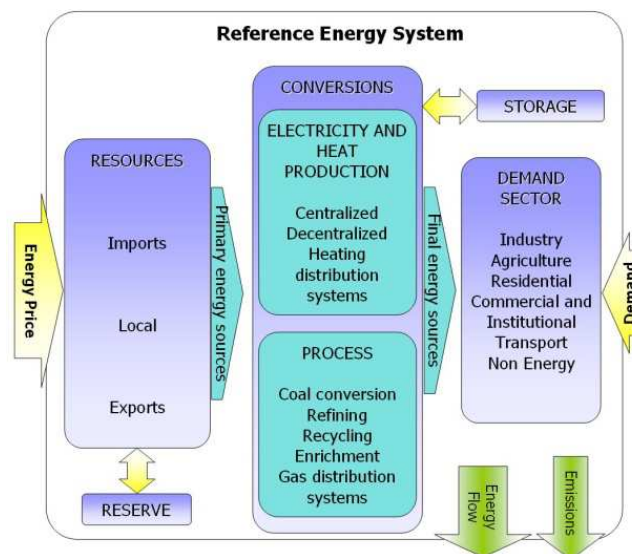 Reference Energy System
Energy Price
RESOURCES
Imports
Local
Exports
RESERVE
Primary energy sources
CONVERSIONS
ELECTRICITY AND
HEAT
PRODUCTION
Centralized
Decentralized
Heating
distribution
systems
PROCESS
Coal conversion
Refining
Recycling
Enrichment
Gas distribution
systems
Final energy sources
STORAGE
DEMAND
SECTOR
Industry
Agriculture
Residential
Commercial and
Institutional
Transport
Non Energy
Demand
Energy
Flow
Emissions